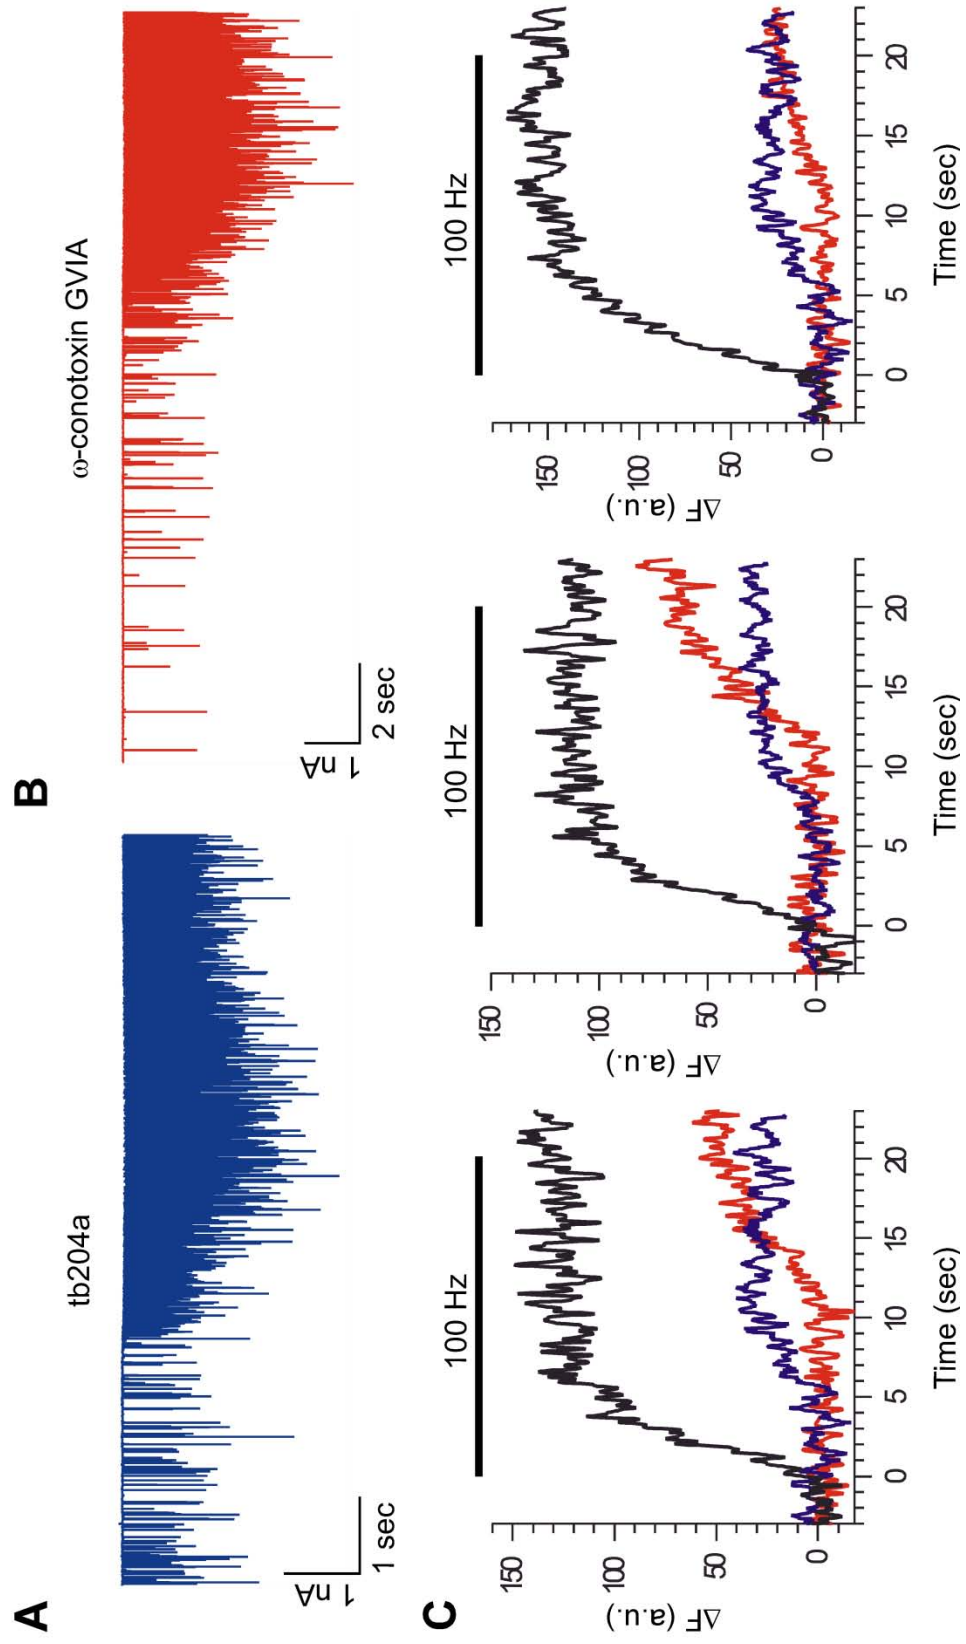 A
tb204a
1 nA
1 sec
B
ω-conotoxin GVIA
1 nA
2 sec
C
100 Hz
ΔF (a.u.)
150
100
50
0
0 5 10 15 20
Time (sec)
100 Hz
ΔF (a.u.)
150
100
50
0
0 5 10 15 20
Time (sec)
100 Hz
ΔF (a.u.)
150
100
50
0
0 5 10 15 20
Time (sec)